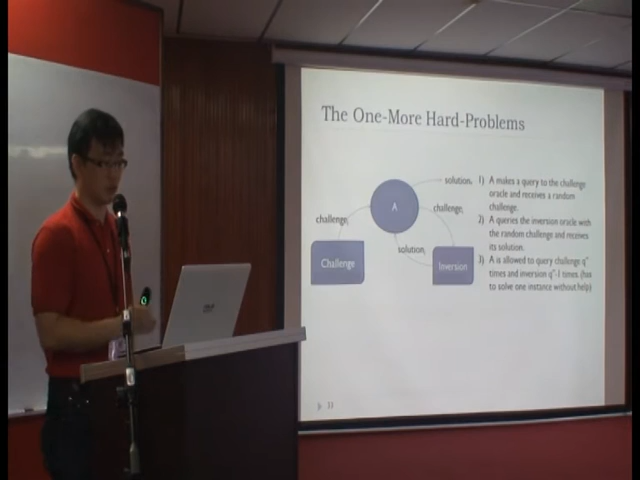 The One-More Hard-Problems
solution,
A
challenge,
challenge,
solution,
Challenge
Inversion
1) A makes a query to the challenge
oracle and receives a random
challenge.
2) A queries the inversion oracle with
the random challenge and receives
its solution.
3) A is allowed to query challenge q"
times and inversion q"-1 times. (has
to solve one instance without help)